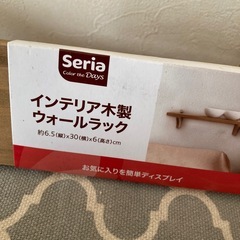 Seria
Color the Days
インテリア木製
ウォールラック
約6.5(縦)×30(横)×6(高さ)cm
お気に入りを簡単ディスプレイ